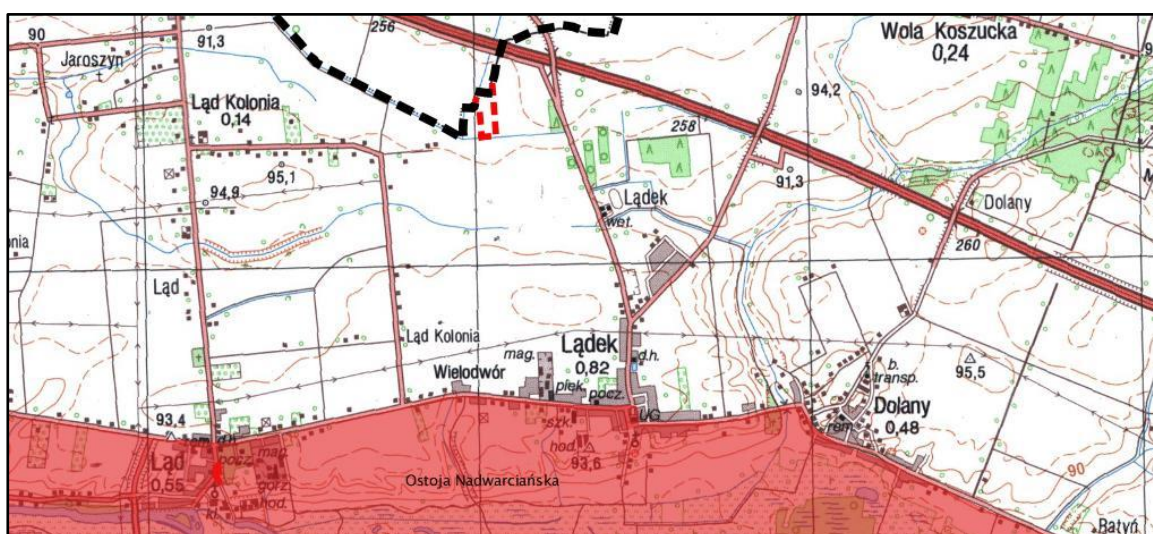 90
91,3
256
Jaroszyn
Wola Koszucka
0,24
94,2
Ląd Kolonia
0,14
258
95,1
91,3
94,9
Lądek
wet.
Dolany
260
Ląd
Ląd Kolonia
mag.
Lądek
0,82
d.h.
Wielodwór
piek.
pocz.
b.
transp.
95,5
93,4
UG
Dolany
0,48
rem.
szk.
hod.
93,6
d.h.
pocz.
mag.
Ląd
0,55
gorz.
hod.
Ostoja Nadwarciańska
90
Batyń